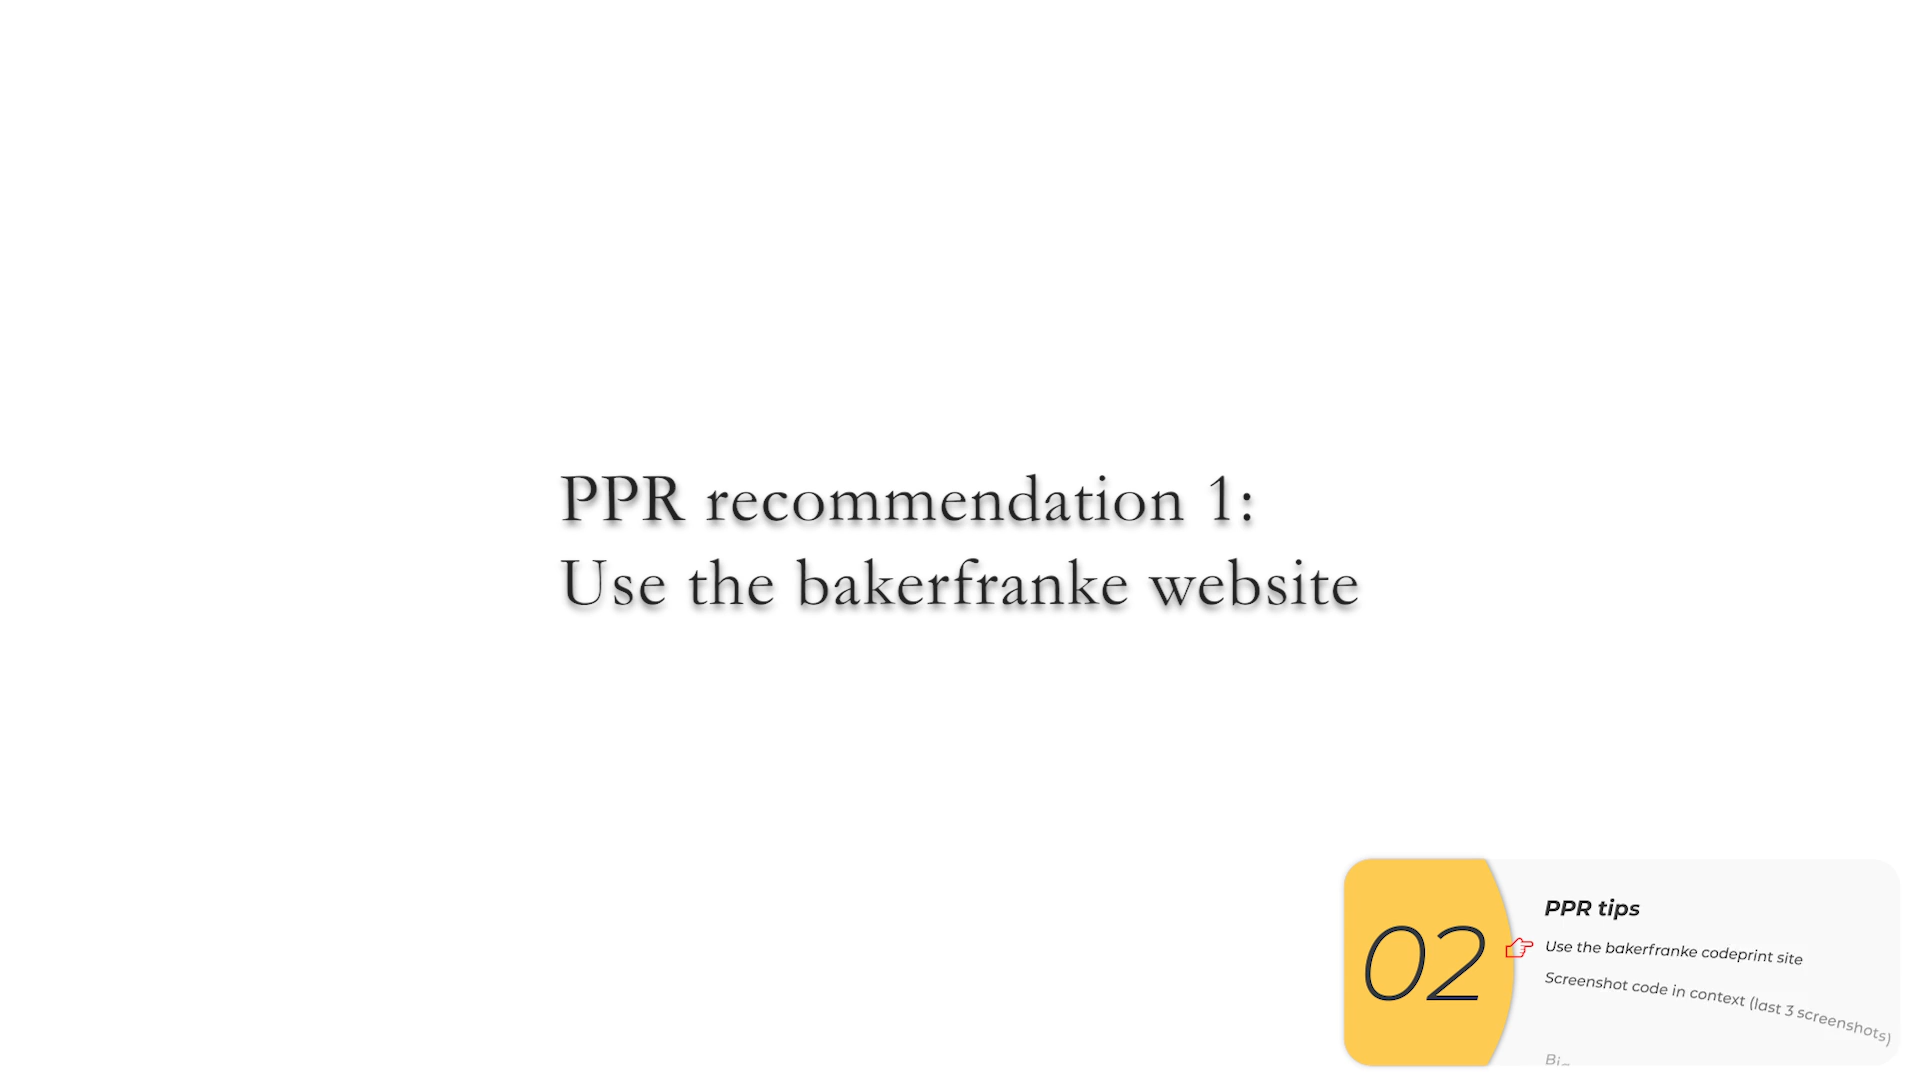 PPR recommendation 1:
Use the bakerfranke website
02
PPR tips
Use the bakerfranke codeprint site
Screenshot code in context (last 3 screenshots)